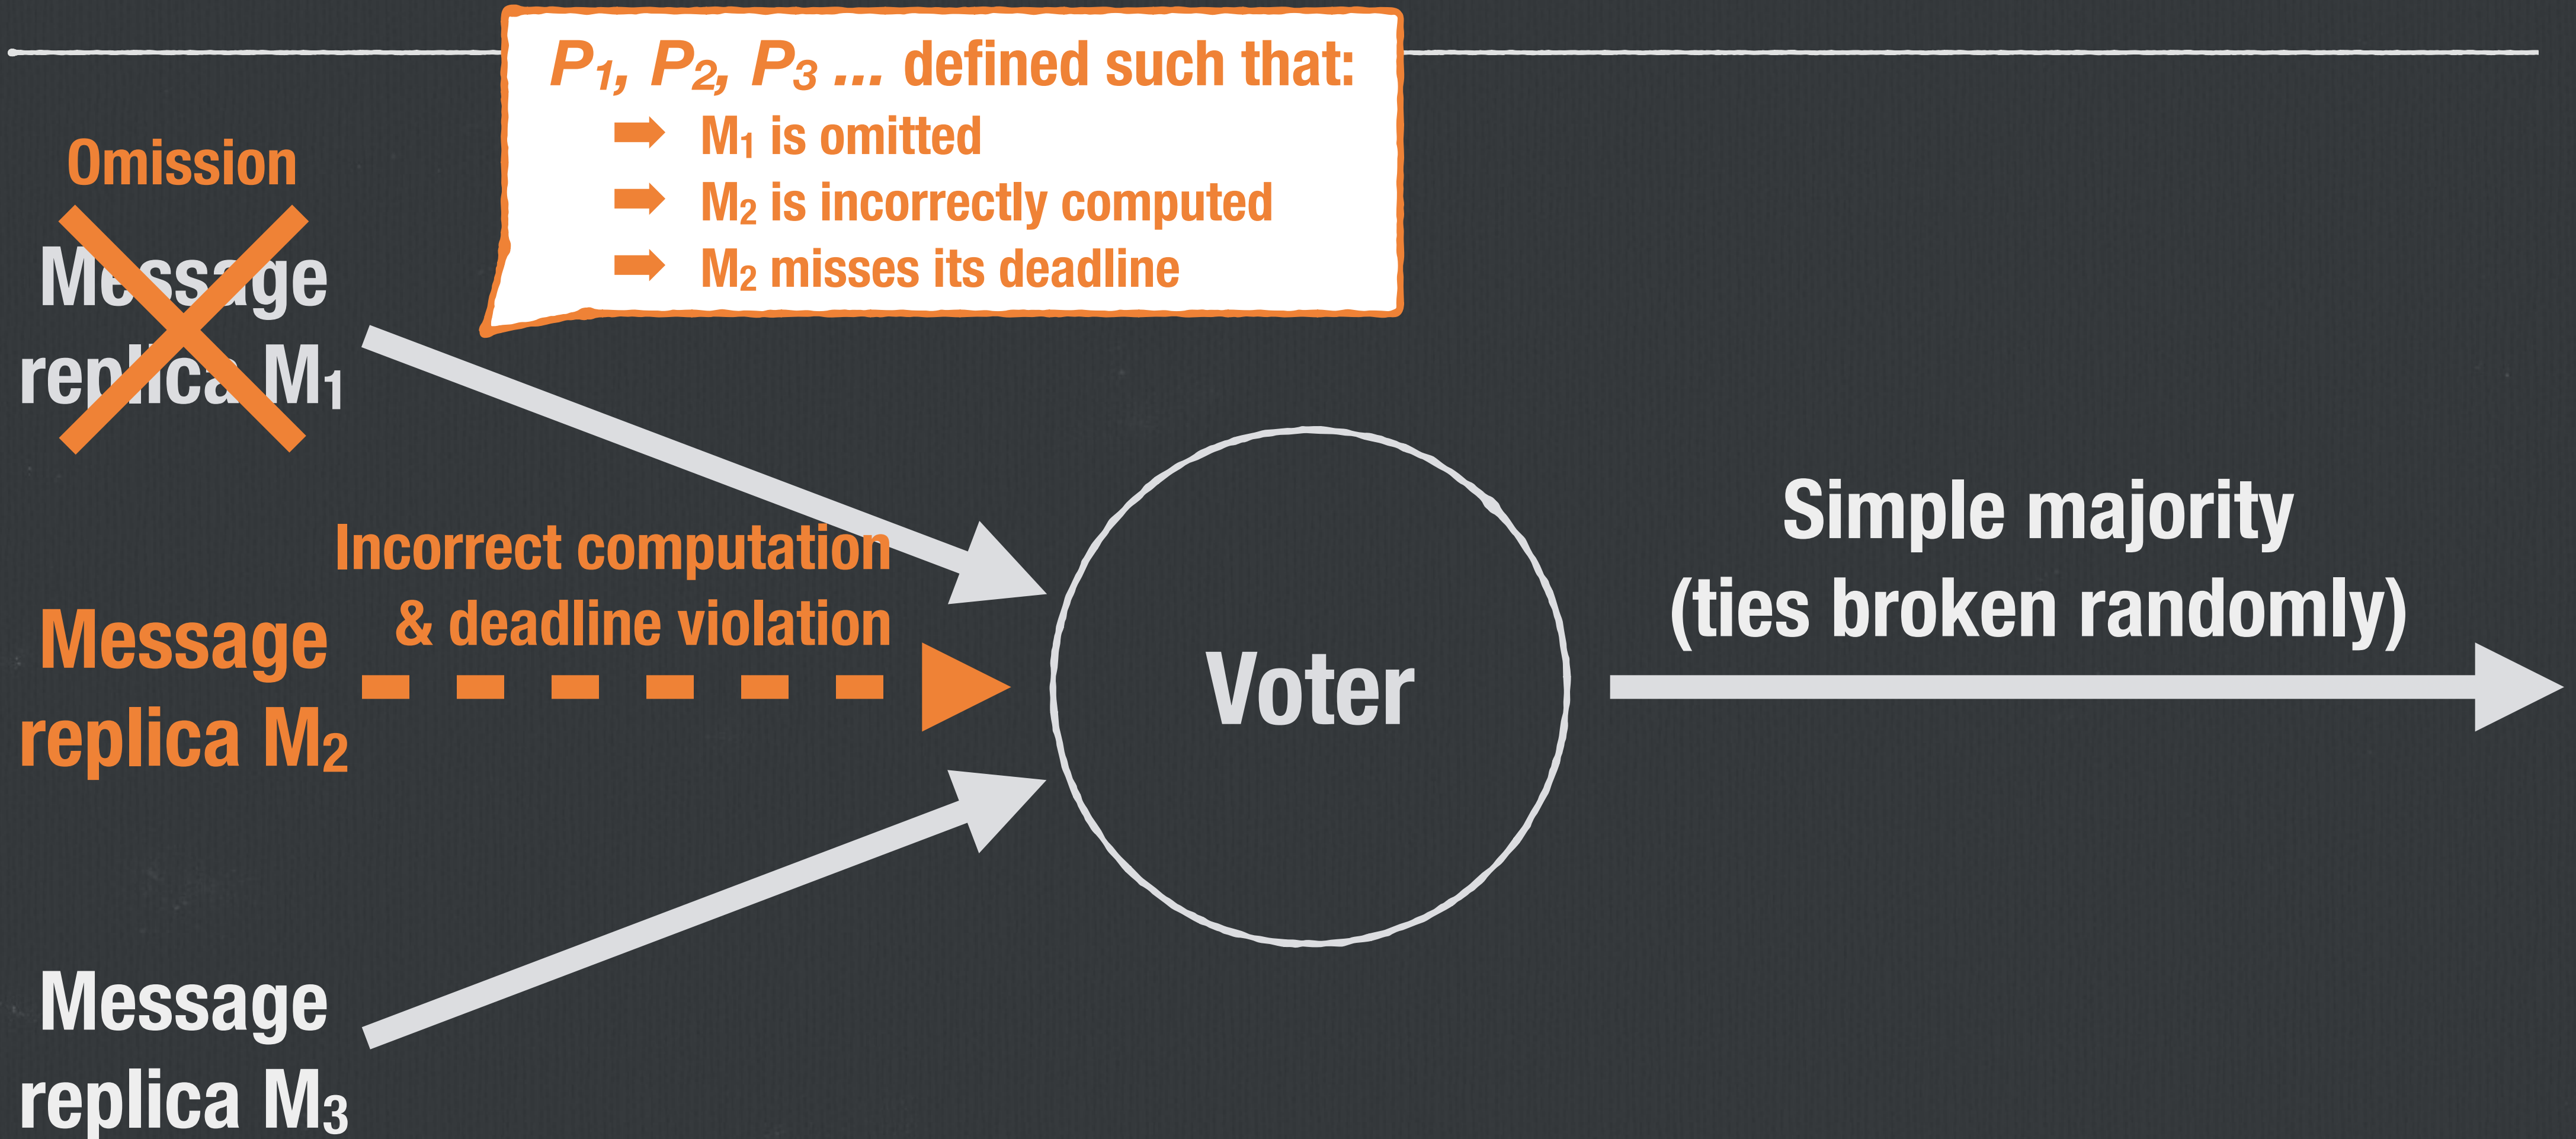 P₁, P₂, P₃ ... defined such that:
➡ M₁ is omitted
➡ M₂ is incorrectly computed
➡ M₂ misses its deadline
Omission
Message
replica M₁
Incorrect computation
& deadline violation
Message
replica M₂
Message
replica M₃
Voter
Simple majority
(ties broken randomly)